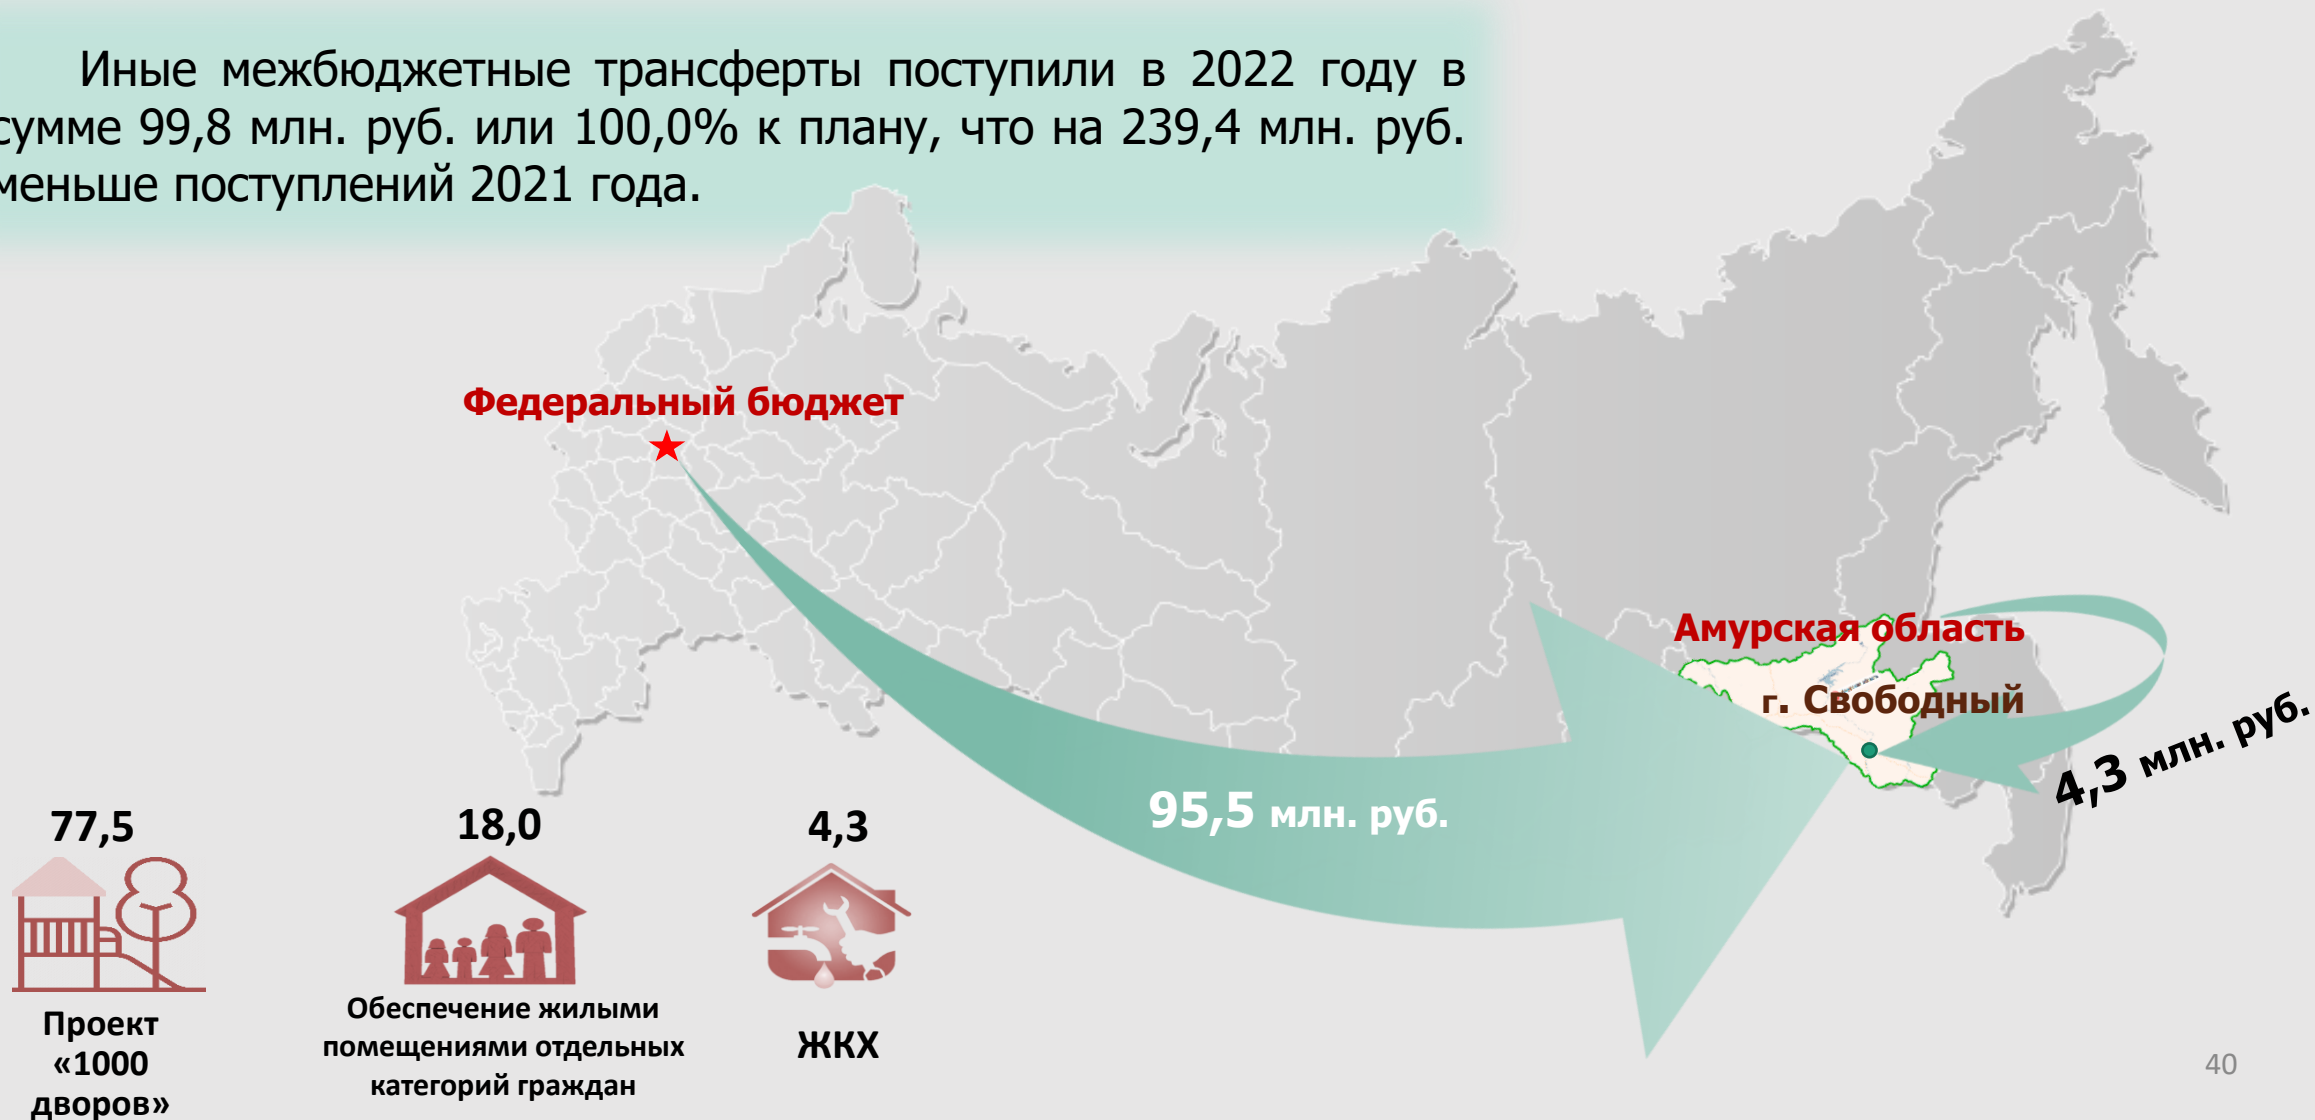 Иные межбюджетные трансферты поступили в 2022 году в
сумме 99,8 млн. руб. или 100,0% к плану, что на 239,4 млн. руб.
меньше поступлений 2021 года.
Федеральный бюджет
Амурская область
г. Свободный
4,3 млн. руб.
95,5 млн. руб.
77,5
Проект
«1000
дворов»
18,0
Обеспечение жилыми
помещениями отдельных
категорий граждан
4,3
ЖКХ
40